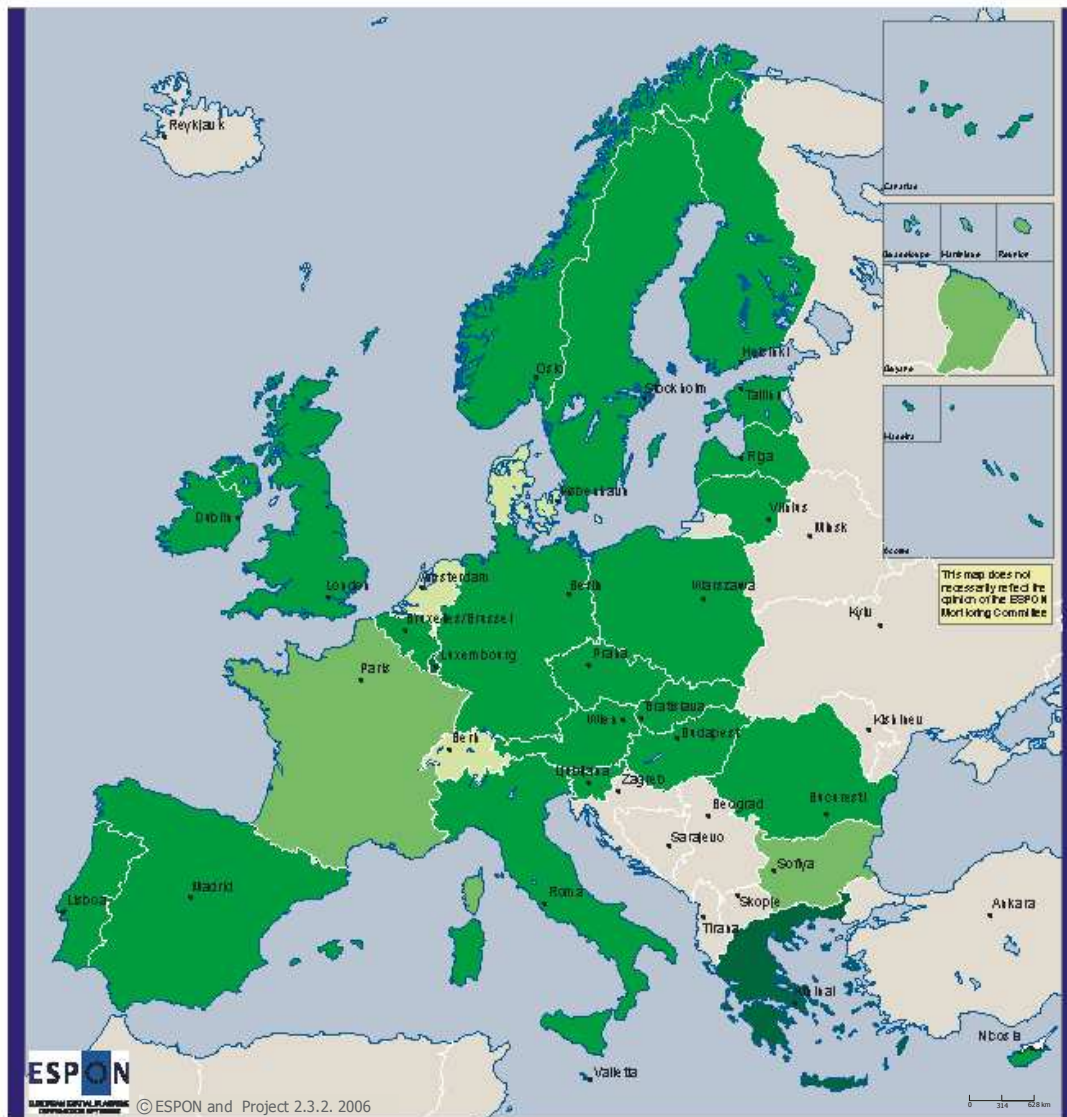 Reykjavik
Canarias
Guadeloupe
Martinique
Reunion
Guyane
Helsinki
Oslo
Stockholm
Tallinn
Madeira
Riga
København
Dublin
Vilnius
Minsk
London
Amsterdam
Berlin
Warszawa
This map does not
necessarily reflect the
opinion of the ESPON
Monitoring Committee
Bruxelles/Brussel
Kyiv
Luxembourg
Praha
Paris
Bratislava
Wien
Budapest
Kishinev
Bern
Ljubljana
Zagreb
Beograd
Bucuresti
Sarajevo
Sofiya
Madrid
Lisboa
Roma
Skopje
Ankara
Tirana
Athinai
Nicosia
Valletta
ESPON
© ESPON and Project 2.3.2. 2006
0 314 628 km